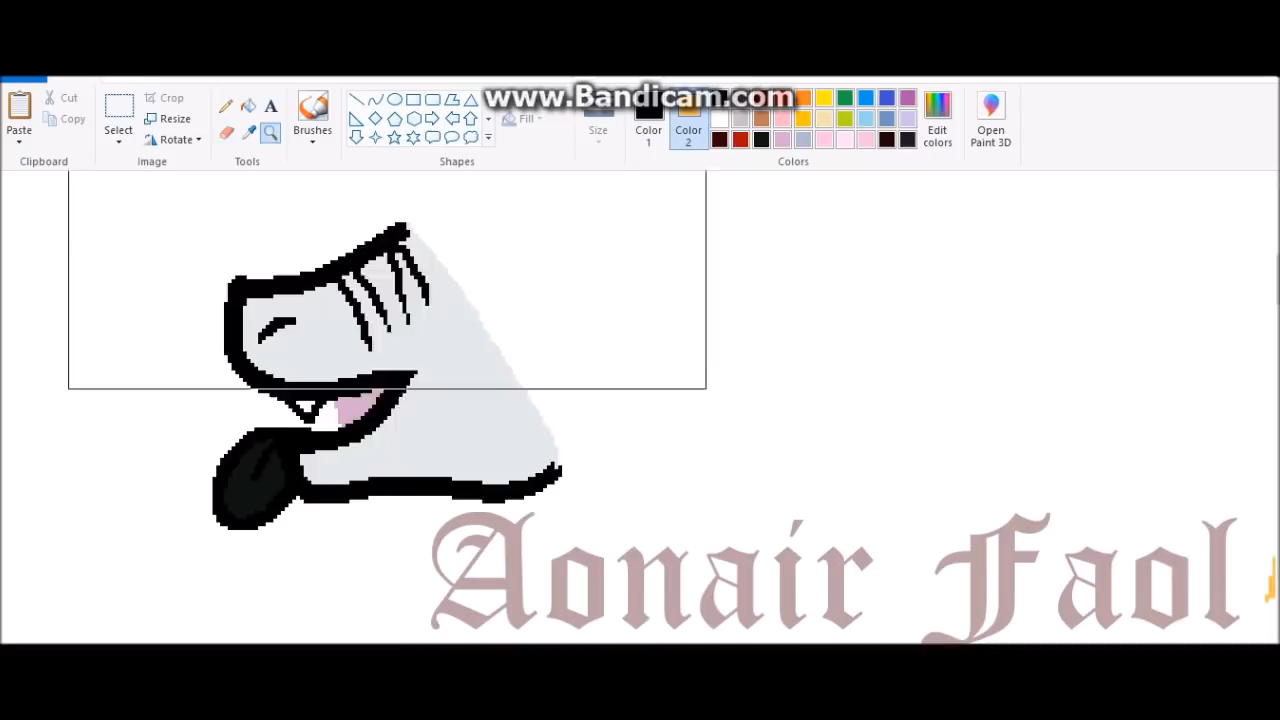 www.Bandicam.com
Paste
Cut
Copy
Clipboard
Select
Crop
Resize
Rotate
Image
A
Tools
Brushes
Shapes
Fill
Size
Color 1
Color 2
Edit colors
Colors
Open Paint 3D
Aonair Faol